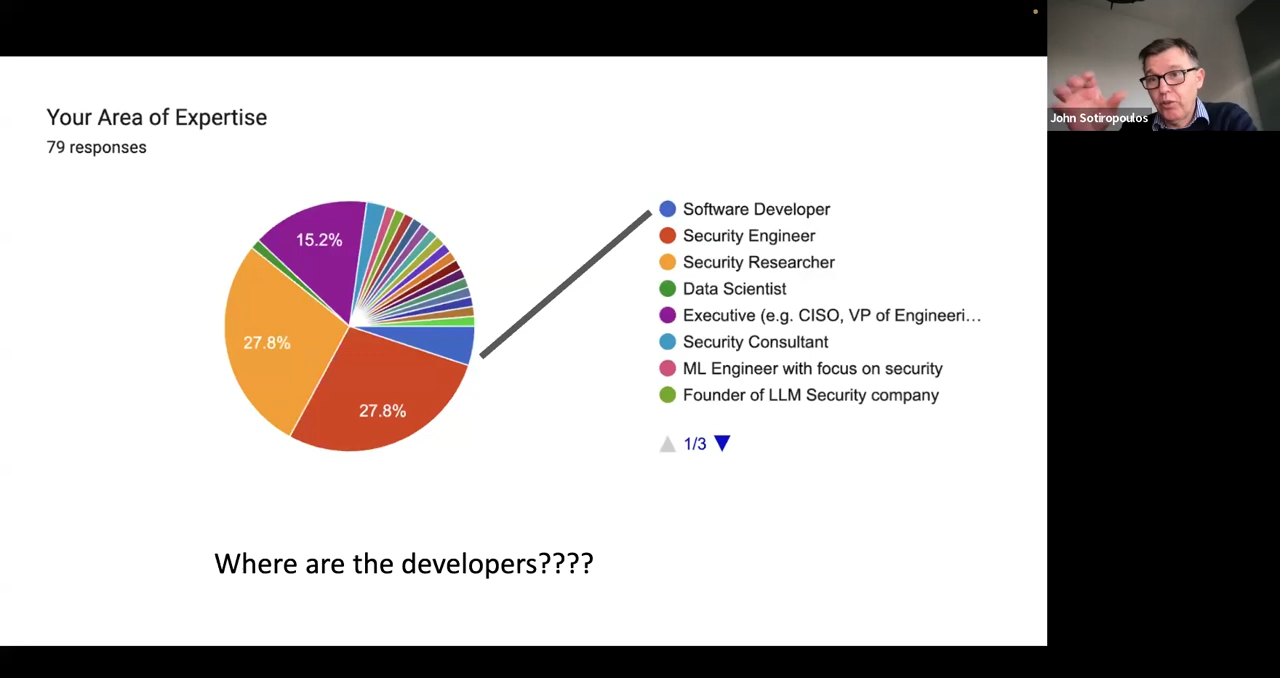 Your Area of Expertise
79 responses
15.2%
27.8%
27.8%
Software Developer
Security Engineer
Security Researcher
Data Scientist
Executive (e.g. CISO, VP of Engineeri…
Security Consultant
ML Engineer with focus on security
Founder of LLM Security company
1/3
Where are the developers????
John Sotiropoulos